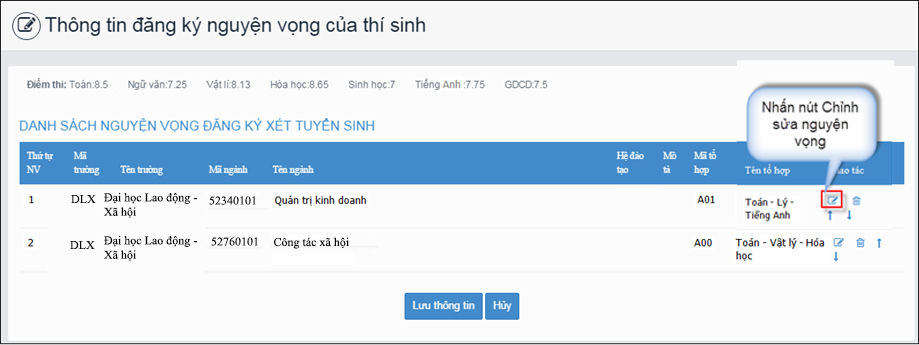 Thông tin đăng ký nguyện vọng của thí sinh
Điểm thi: Toán:8.5 Ngữ văn:7.25 Vật lí:8.13 Hóa học:8.65 Sinh học:7 Tiếng Anh :7.75 GDCD:7.5
Nhấn nút Chỉnh
sửa nguyện
vọng
DANH SÁCH NGUYỆN VỌNG ĐĂNG KÝ XÉT TUYỂN SINH
Thứ tự Mã Hệ đào Mô Mã tổ
NV trường Tên trường Mã ngành Tên ngành tạo tả hợp Tên tổ hợp ao tác
1 DLX Đại học Lao động - 52340101 Quản trị kinh doanh A01 Toán - Lý -
Xã hội Tiếng Anh
2 DLX Đại học Lao động - 52760101 Công tác xã hội A00 Toán - Vật lý - Hóa
Xã hội học
Lưu thông tin Hủy